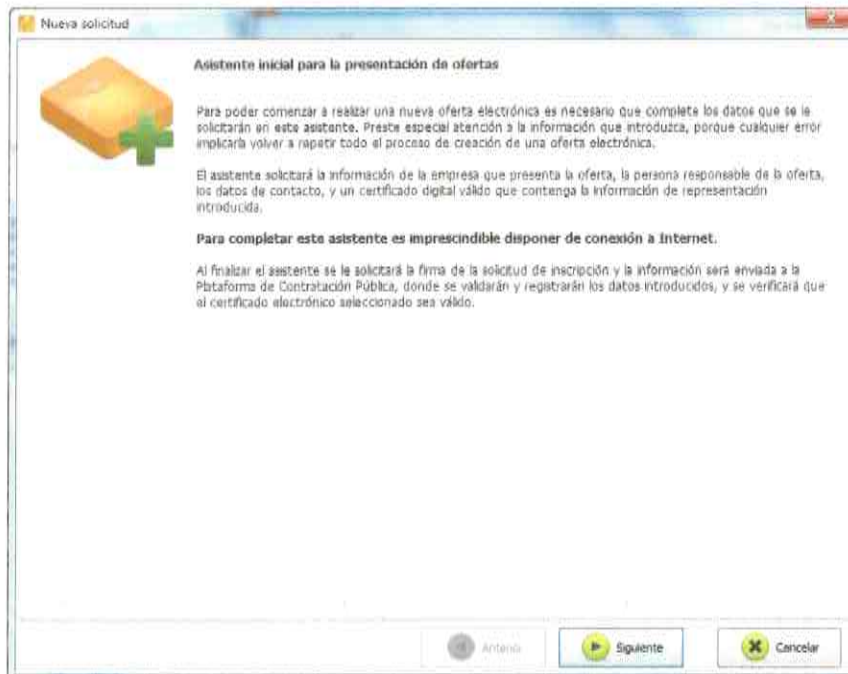 Nueva solicitud
Asistente inicial para la presentación de ofertas
Para poder comenzar a realizar una nueva oferta electrónica es necesario que complete los datos que se le
solicitarán en este asistente. Preste especial atención a la información que introduzca, porque cualquier error
implicaría volver a repetir todo el proceso de creación de una oferta electrónica.
El asistente solicitará la información de la empresa que presenta la oferta, la persona responsable de la oferta,
los datos de contacto, y un certificado digital válido que contenga la información de representación
introducida.
Para completar este asistente es imprescindible disponer de conexión a Internet.
Al finalizar el asistente se le solicitará la firma de la solicitud de inscripción y la información será enviada a la
Plataforma de Contratación Pública, donde se validarán y registrarán los datos introducidos, y se verificará que
el certificado electrónico seleccionado sea válido.
Anterior
Siguiente
Cancelar